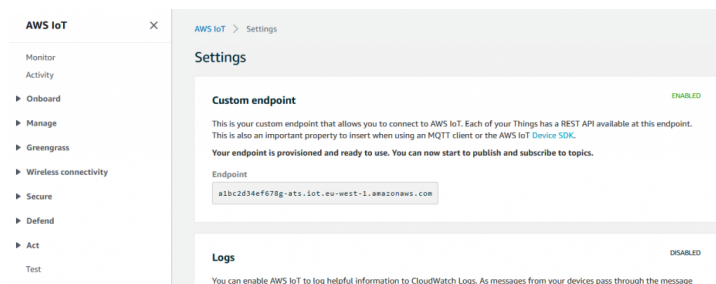 AWS IoT
Monitor
Activity
Onboard
Manage
Greengrass
Wireless connectivity
Secure
Defend
Act
Test
AWS IoT > Settings
Settings
Custom endpoint
ENABLED
This is your custom endpoint that allows you to connect to AWS IoT. Each of your Things has a REST API available at this endpoint.
This is also an important property to insert when using an MQTT client or the AWS IoT Device SDK.
Your endpoint is provisioned and ready to use. You can now start to publish and subscribe to topics.
Endpoint
a1bc2d34ef678g-ats.iot.eu-west-1.amazonaws.com
Logs
DISABLED
You can enable AWS IoT to log helpful information to CloudWatch Logs. As messages from your devices pass through the message